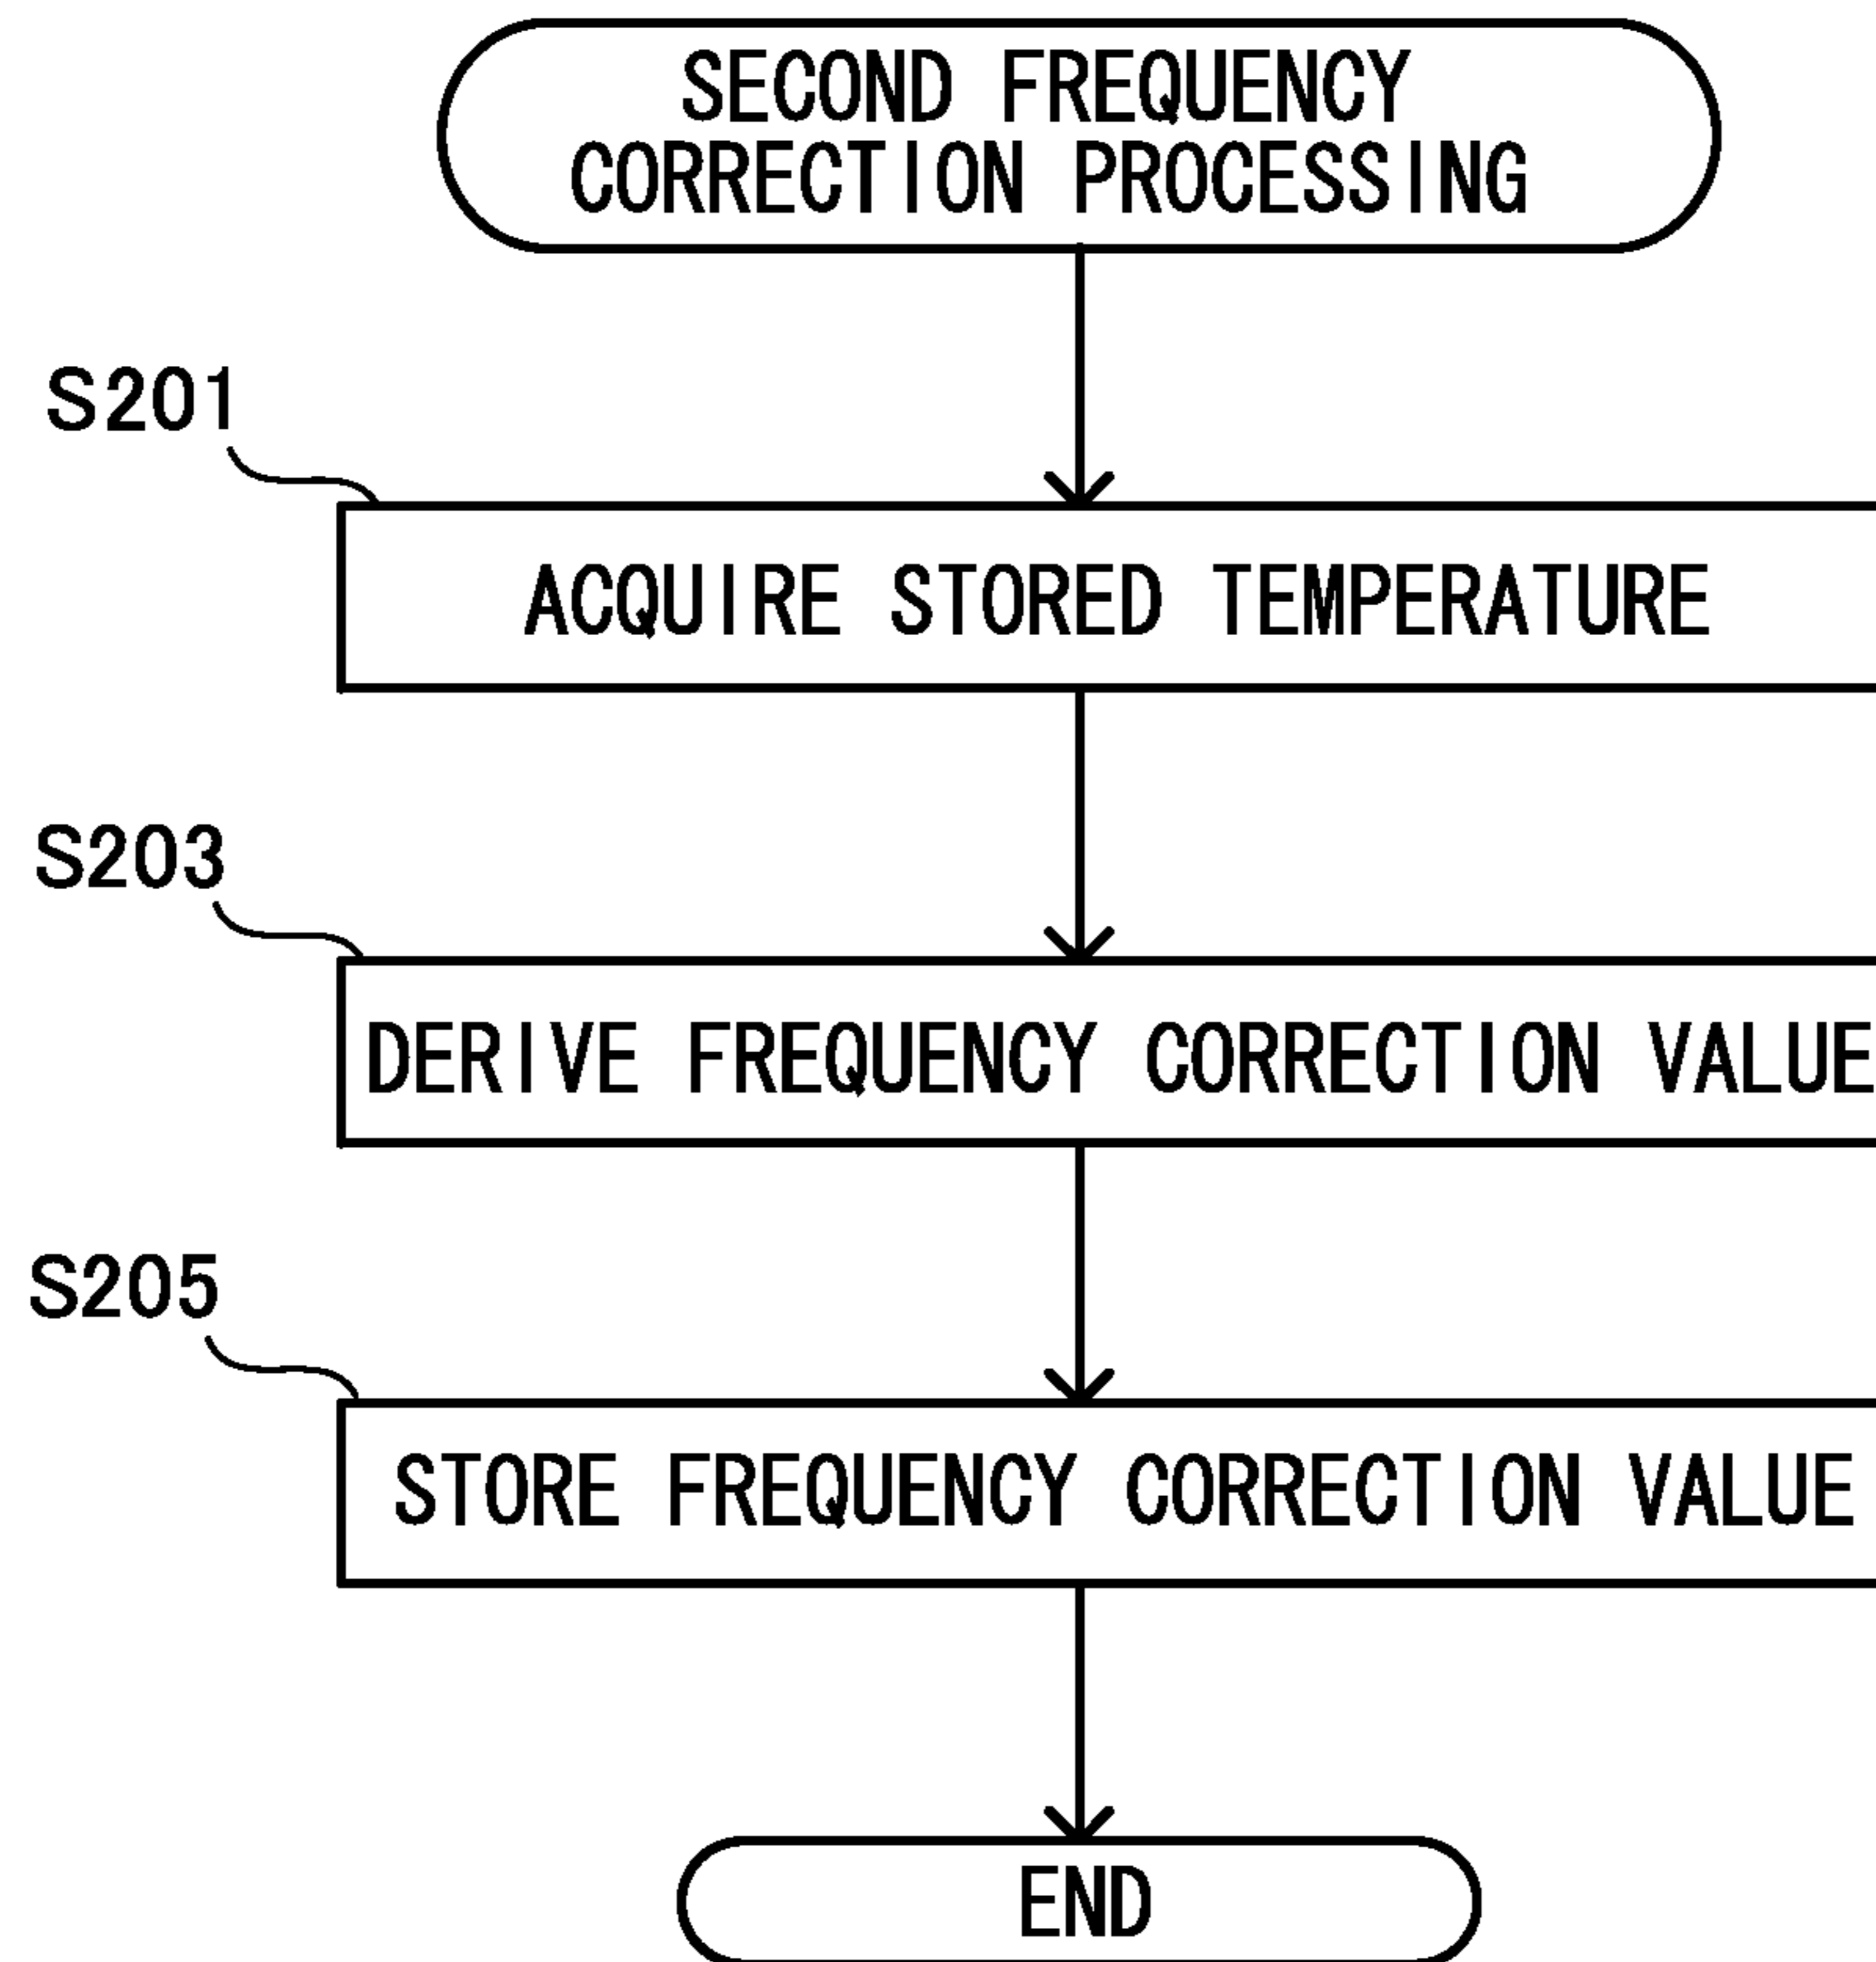 SECOND FREQUENCY
CORRECTION PROCESSING
S201
ACQUIRE STORED TEMPERATURE
S203
DERIVE FREQUENCY CORRECTION VALUE
S205
STORE FREQUENCY CORRECTION VALUE
END